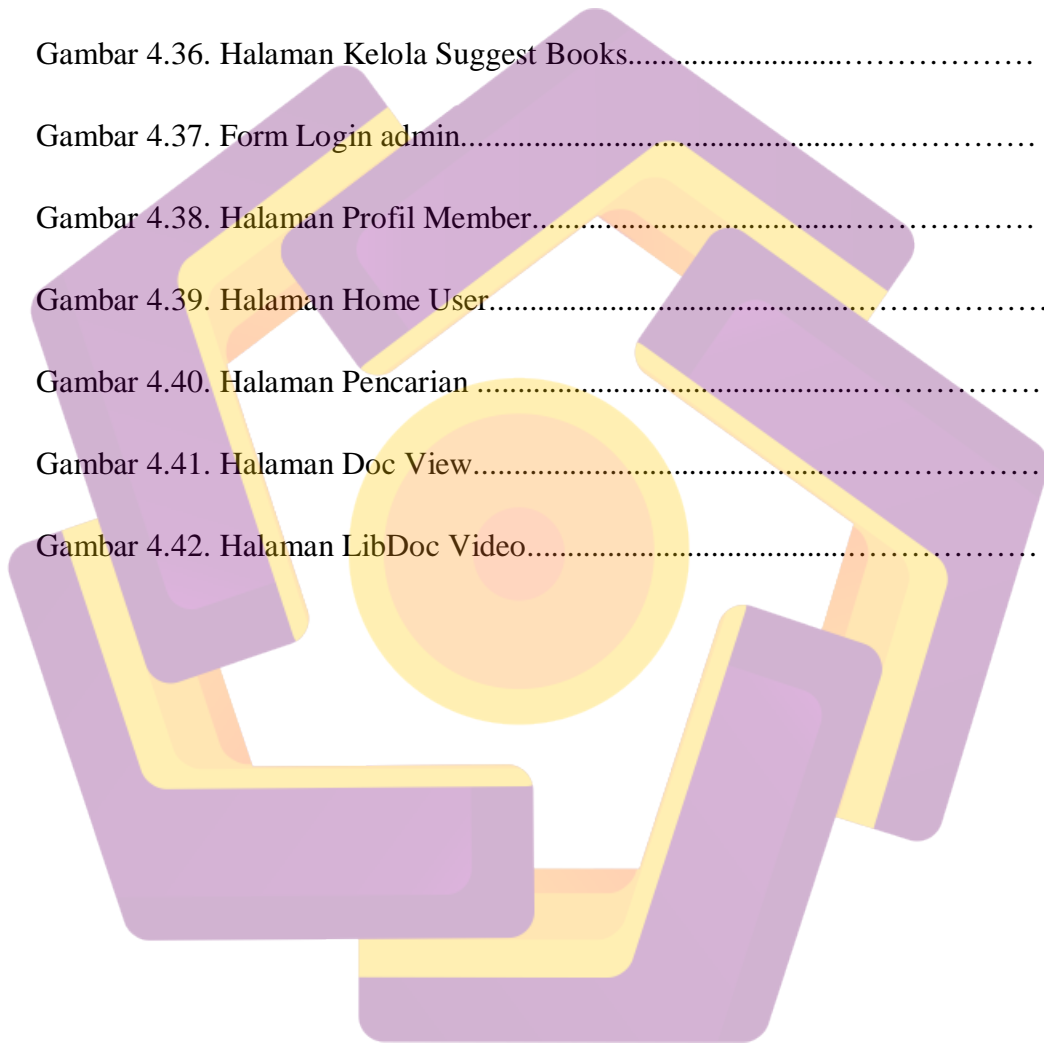 Gambar 4.36. Halaman Kelola Suggest Books.............................………………
Gambar 4.37. Form Login admin....................................................………………
Gambar 4.38. Halaman Profil Member...........................................………………
Gambar 4.39. Halaman Home User.................................................………………
Gambar 4.40. Halaman Pencarian ..................................................………………
Gambar 4.41. Halaman Doc View...................................................………………
Gambar 4.42. Halaman LibDoc Video............................................………………